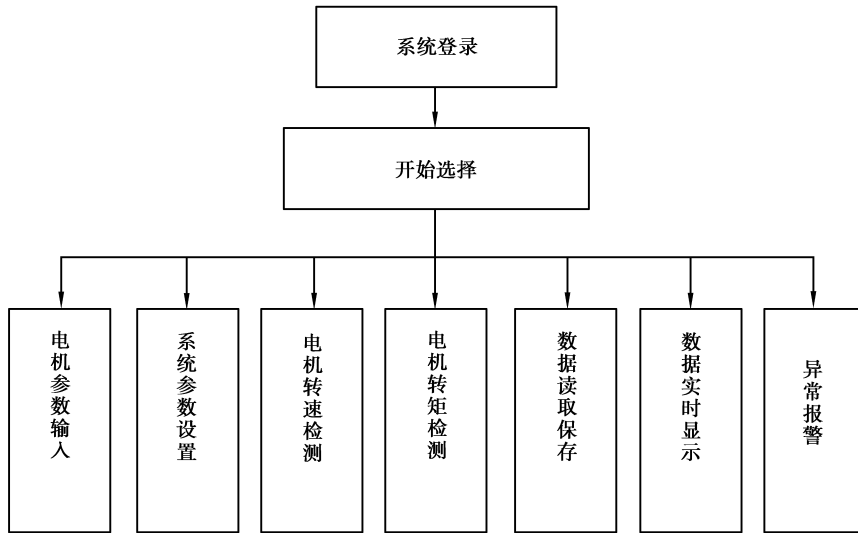 系统登录
开始选择
电机参数输入
系统参数设置
电机转速检测
电机转矩检测
数据读取保存
数据实时显示
异常报警